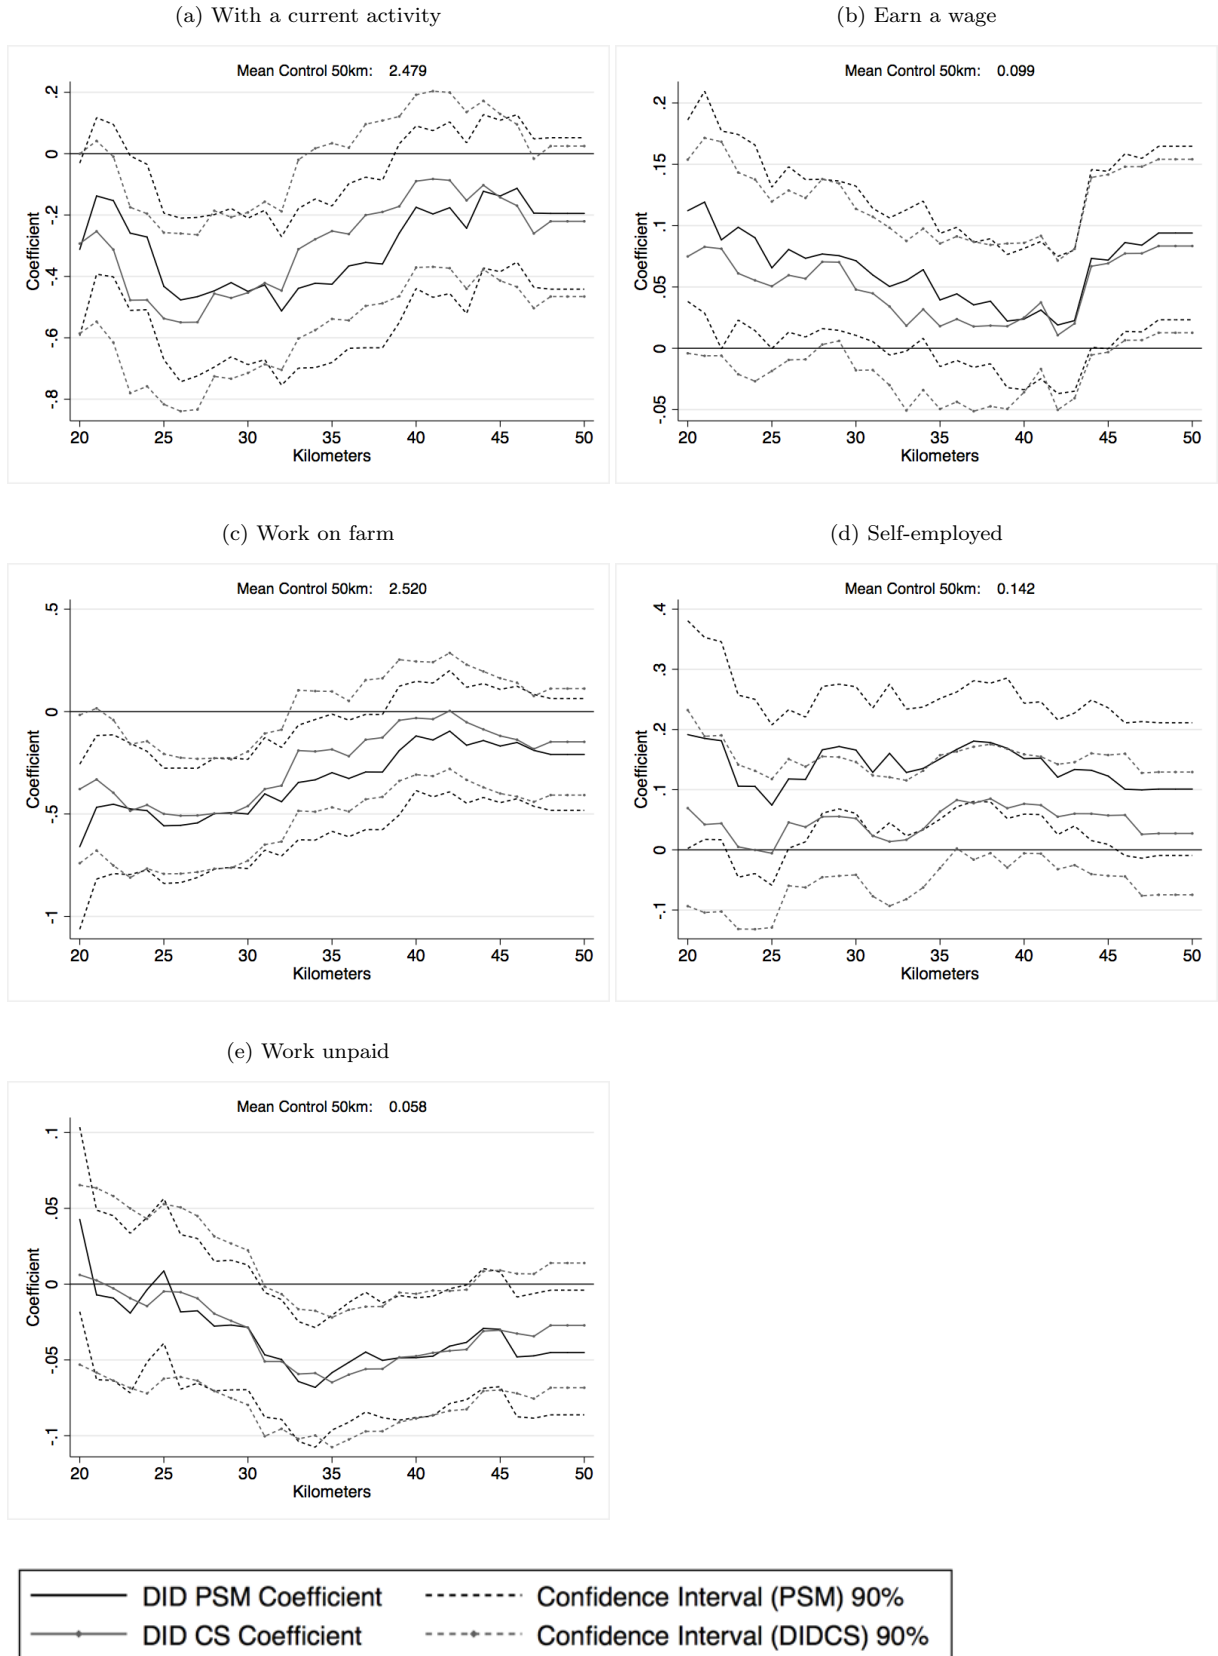 (a) With a current activity
Mean Control 50km: 2.479
Coefficient
.2
0
-.2
-.4
-.6
-.8
20 25 30 35 40 45 50
Kilometers
(b) Earn a wage
Mean Control 50km: 0.099
Coefficient
.2
.15
.1
.05
0
-.05
20 25 30 35 40 45 50
Kilometers
(c) Work on farm
Mean Control 50km: 2.520
Coefficient
.5
0
-.5
-1
20 25 30 35 40 45 50
Kilometers
(d) Self-employed
Mean Control 50km: 0.142
Coefficient
.4
.3
.2
.1
0
-.1
20 25 30 35 40 45 50
Kilometers
(e) Work unpaid
Mean Control 50km: 0.058
Coefficient
.1
.05
0
-.05
-.1
20 25 30 35 40 45 50
Kilometers
DID PSM Coefficient
Confidence Interval (PSM) 90%
DID CS Coefficient
Confidence Interval (DIDCS) 90%